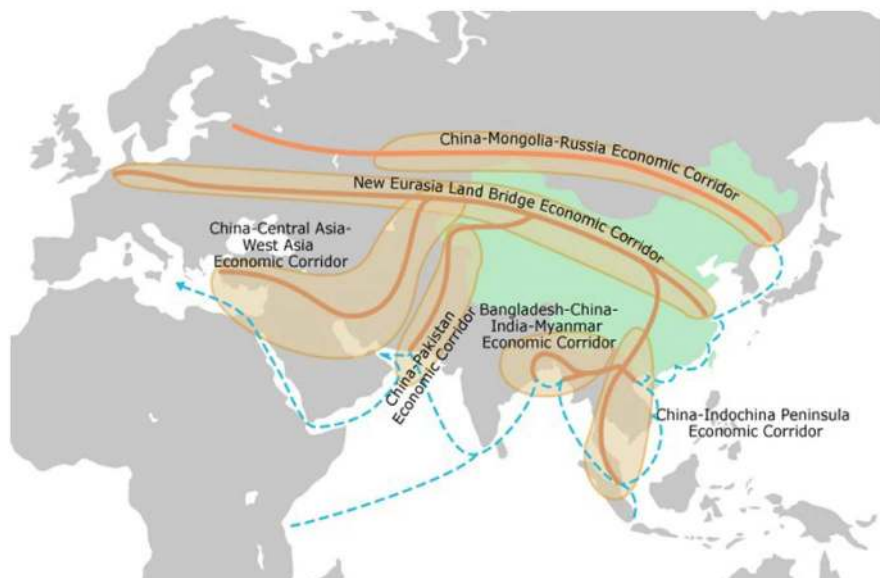 China-Mongolia-Russia Economic Corridor
New Eurasia Land Bridge Economic Corridor
China-Central Asia-
West Asia
Economic Corridor
China-Pakistan
Economic Corridor
Bangladesh-China-
India-Myanmar
Economic Corridor
China-Indochina Peninsula
Economic Corridor